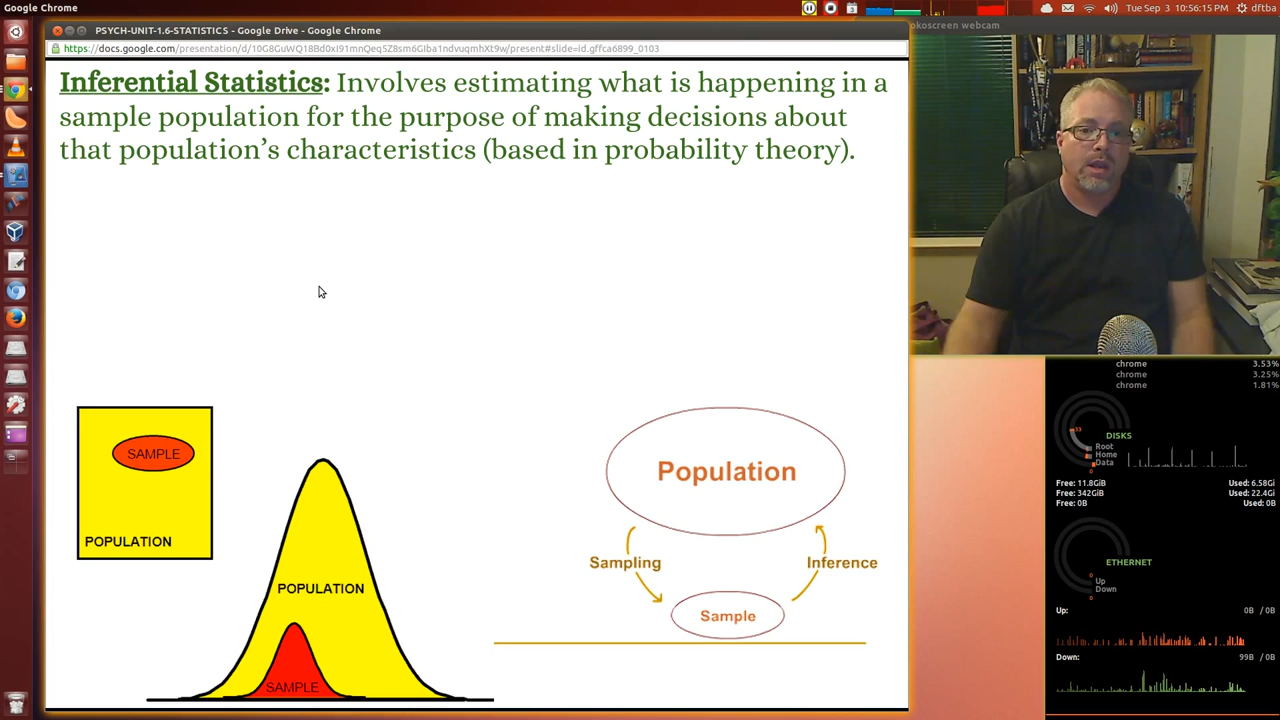 Google Chrome
Tue Sep 3 10:56:15 PM
dftba
PSYCH-UNIT-1.6-STATISTICS - Google Drive - Google Chrome
okoscreen webcam
https://docs.google.com/presentation/d/10G8GuWQ18Bd0xI91mnQeq5Z8sm6GIba1ndvuqmhXt9w/present#slide=id.gffca6899_0103
Inferential Statistics: Involves estimating what is happening in a
sample population for the purpose of making decisions about
that population's characteristics (based in probability theory).
SAMPLE
POPULATION
POPULATION
SAMPLE
Population
Sampling
Inference
Sample
chrome 3.53%
chrome 3.25%
chrome 1.81%
DISKS
Root
Home
Data
Free: 11.8GiB Used: 6.58Gi
Free: 342GiB Used: 22.4Gi
Free: 0B Used: 0B
ETHERNET
Up
Down
Up: 0B / 0B
Down: 99B / 0B